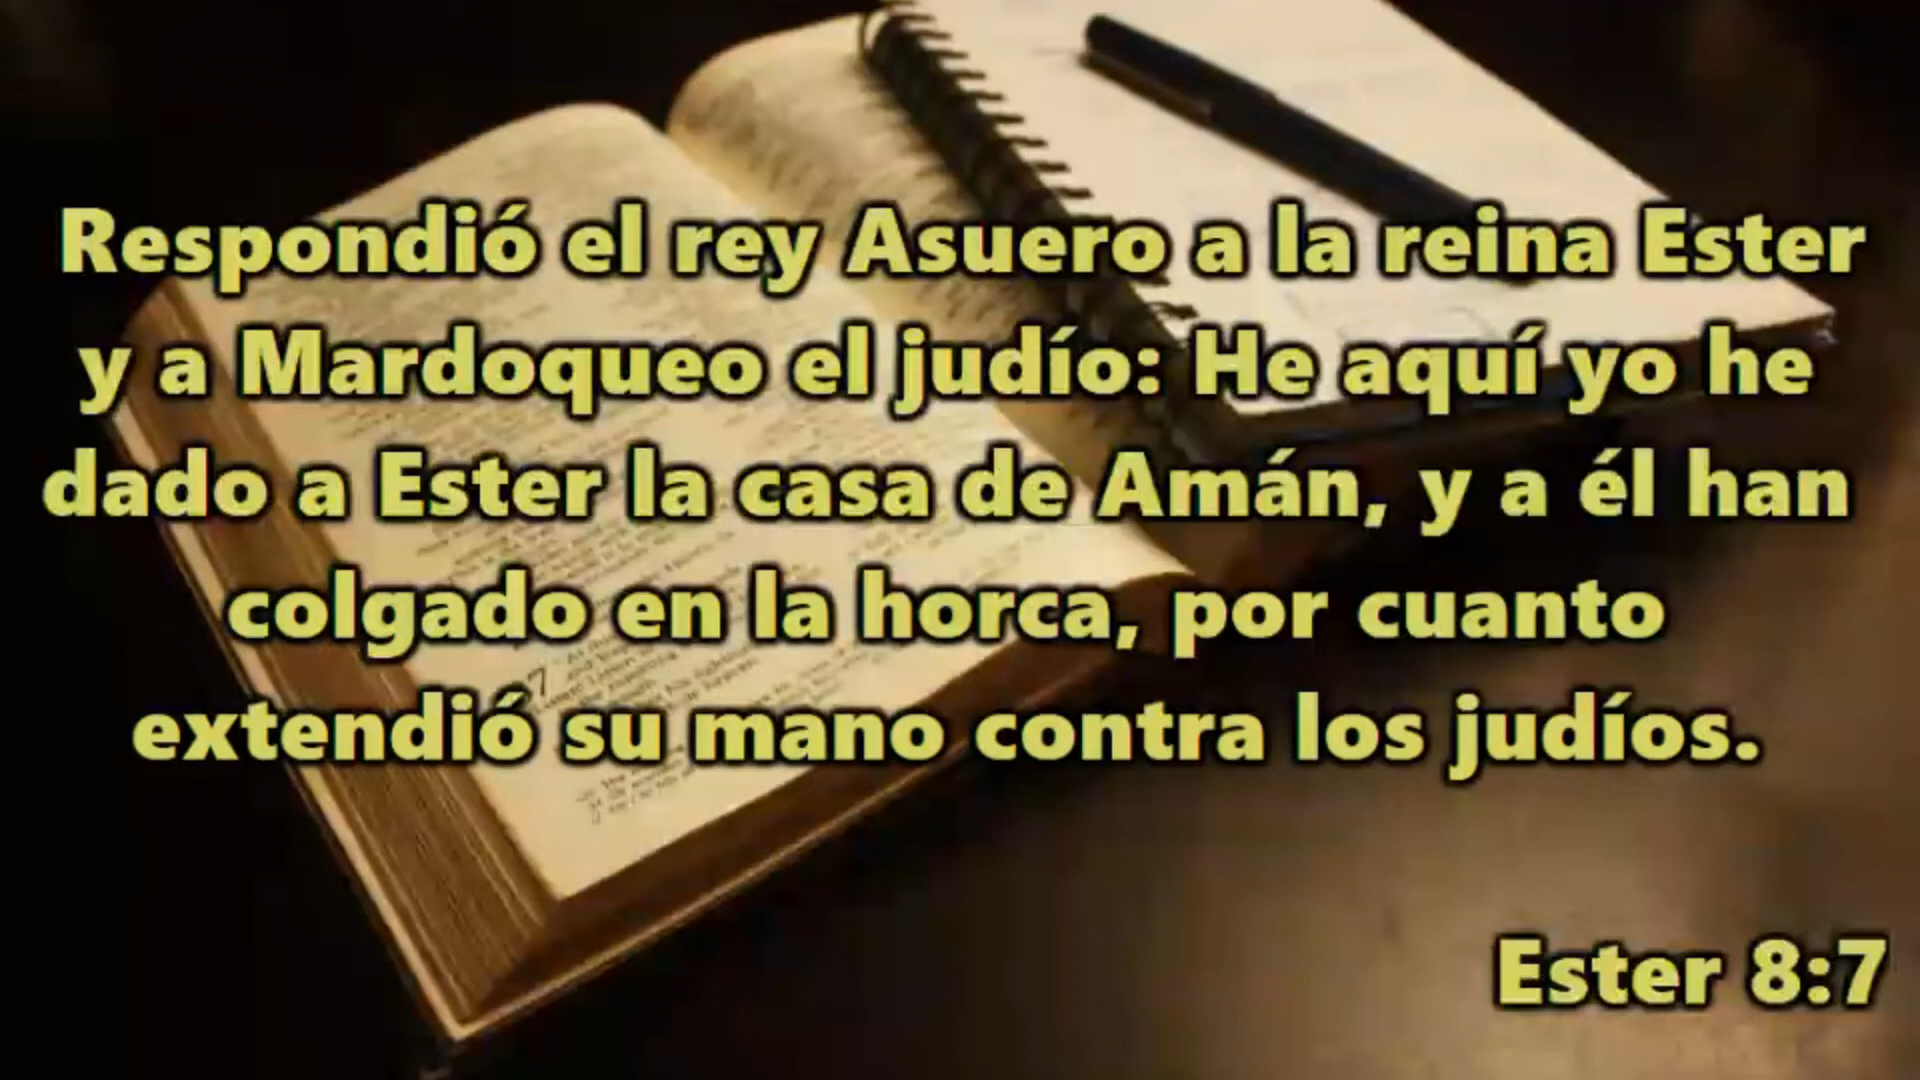 Respondió el rey Asuero a la reina Ester
y a Mardoqueo el judío: He aquí yo he
dado a Ester la casa de Amán, y a él han
colgado en la horca, por cuanto
extendió su mano contra los judíos.
Ester 8:7